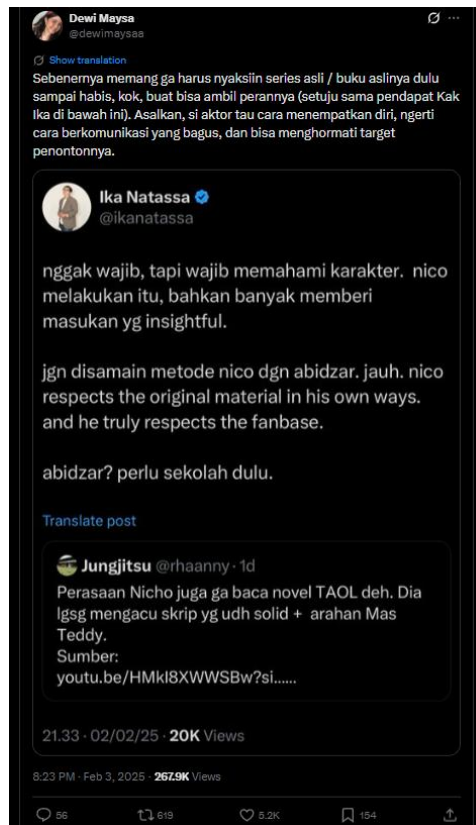 Dewi Maysa
@dewimaysaa
Show translation
Sebenernya memang ga harus nyaksiin series asli / buku aslinya dulu
sampai habis, kok, buat bisa ambil perannya (setuju sama pendapat Kak
Ika di bawah ini). Asalkan, si aktor tau cara menempatkan diri, ngerti
cara berkomunikasi yang bagus, dan bisa menghormati target
penontonnya.
Ika Natassa
@ikanatassa
nggak wajib, tapi wajib memahami karakter. nico
melakukan itu, bahkan banyak memberi
masukan yg insightful.
jgn disamain metode nico dgn abidzar. jauh. nico
respects the original material in his own ways.
and he truly respects the fanbase.
abidzar? perlu sekolah dulu.
Translate post
Jungjitsu @rhaanny · 1d
Perasaan Nicho juga ga baca novel TAOL deh. Dia
lgsg mengacu skrip yg udh solid + arahan Mas
Teddy.
Sumber:
youtu.be/HMkI8XWWSBw?si......
21.33 · 02/02/25 · 20K Views
8:23 PM · Feb 3, 2025 · 267.9K Views
56 619 5.2K 154